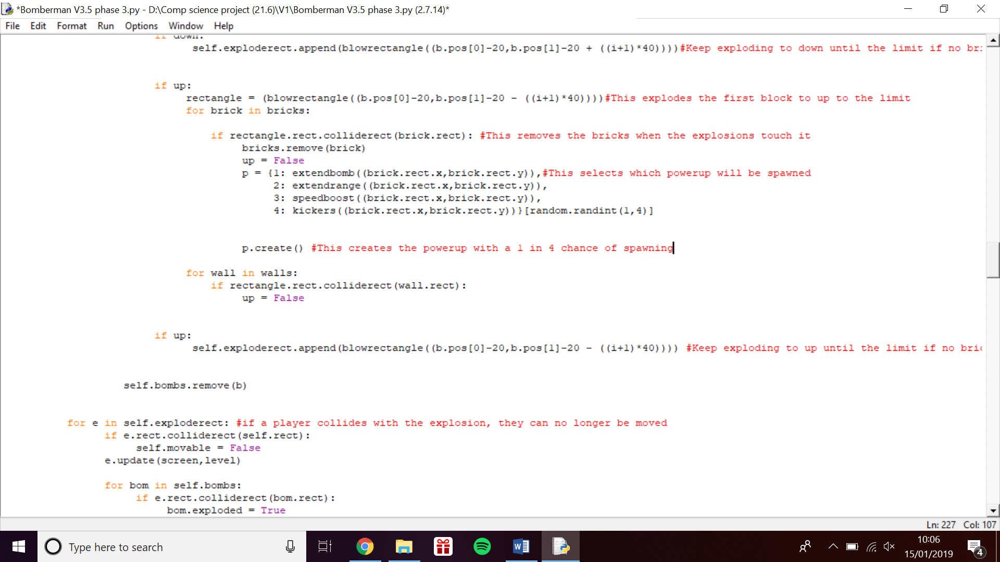 *Bomberman V3.5 phase 3.py - D:\Comp science project (21.6)\V1\Bomberman V3.5 phase 3.py (2.7.14)*
File Edit Format Run Options Window Help
if down:
self.exploderect.append(blowrectangle((b.pos[0]-20,b.pos[1]-20 + ((i+1)*40))))#Keep exploding to down until the limit if no
if up:
rectangle = (blowrectangle((b.pos[0]-20,b.pos[1]-20 - ((i+1)*40))))#This explodes the first block to up to the limit
for brick in bricks:
if rectangle.rect.colliderect(brick.rect): #This removes the bricks when the explosions touch it
bricks.remove(brick)
up = False
p = {1: extendbomb((brick.rect.x,brick.rect.y)),#This selects which powerup will be spawned
2: extendrange((brick.rect.x,brick.rect.y)),
3: speedboost((brick.rect.x,brick.rect.y)),
4: kickers((brick.rect.x,brick.rect.y))}[random.randint(1,4)]
p.create() #This creates the powerup with a 1 in 4 chance of spawning
for wall in walls:
if rectangle.rect.colliderect(wall.rect):
up = False
if up:
self.exploderect.append(blowrectangle((b.pos[0]-20,b.pos[1]-20 - ((i+1)*40)))) #Keep exploding to up until the limit if no
self.bombs.remove(b)
for e in self.exploderect: #if a player collides with the explosion, they can no longer be moved
if e.rect.colliderect(self.rect):
self.movable = False
e.update(screen,level)
for bom in self.bombs:
if e.rect.colliderect(bom.rect):
bom.exploded = True
Ln: 227 Col: 107
Type here to search
10:06
15/01/2019
4